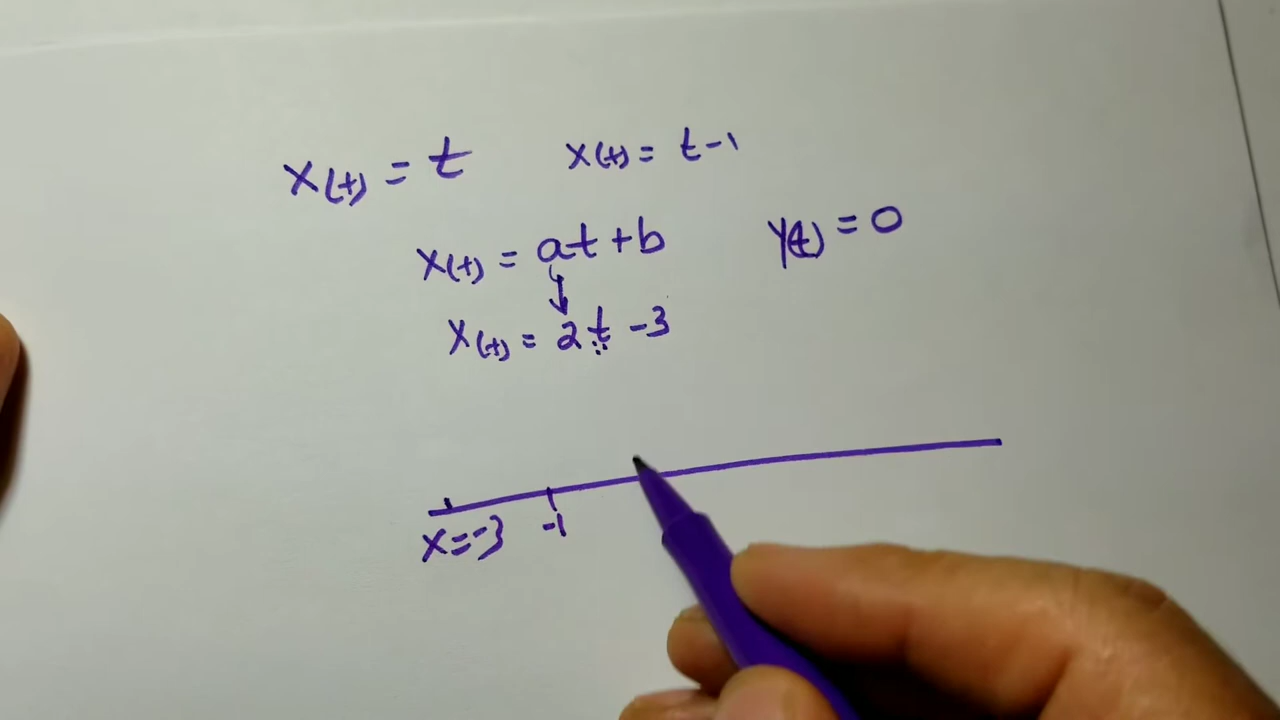 x(t) = t x(t) = t-1
x(t) = at+b y(t) = 0
x(t) = 2t-3
x=-3 -1